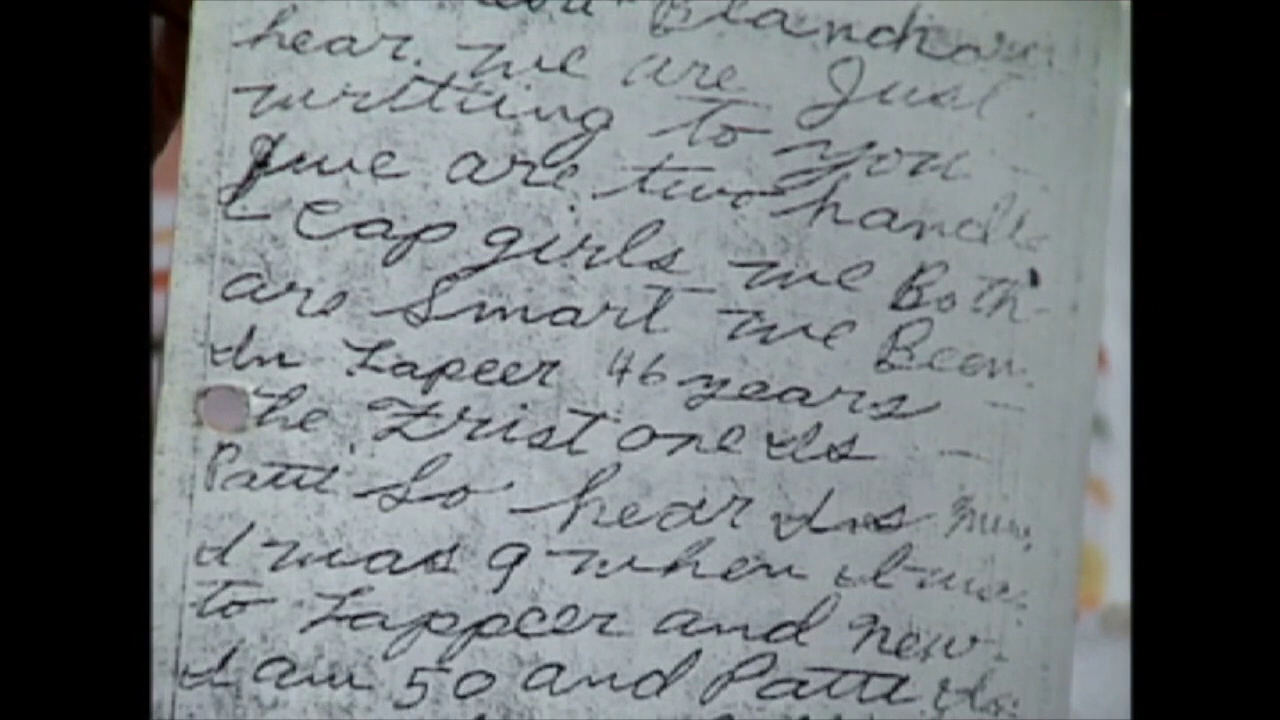 hear. we are Just
writting to you
we are two handi
-Cap girls we Both
are Smart we Been
In Lapeer 46 years
The Frist one Is
Patti So hear Is
I was 9 when I
to Lappeer and New
I am 50 and Patti Is